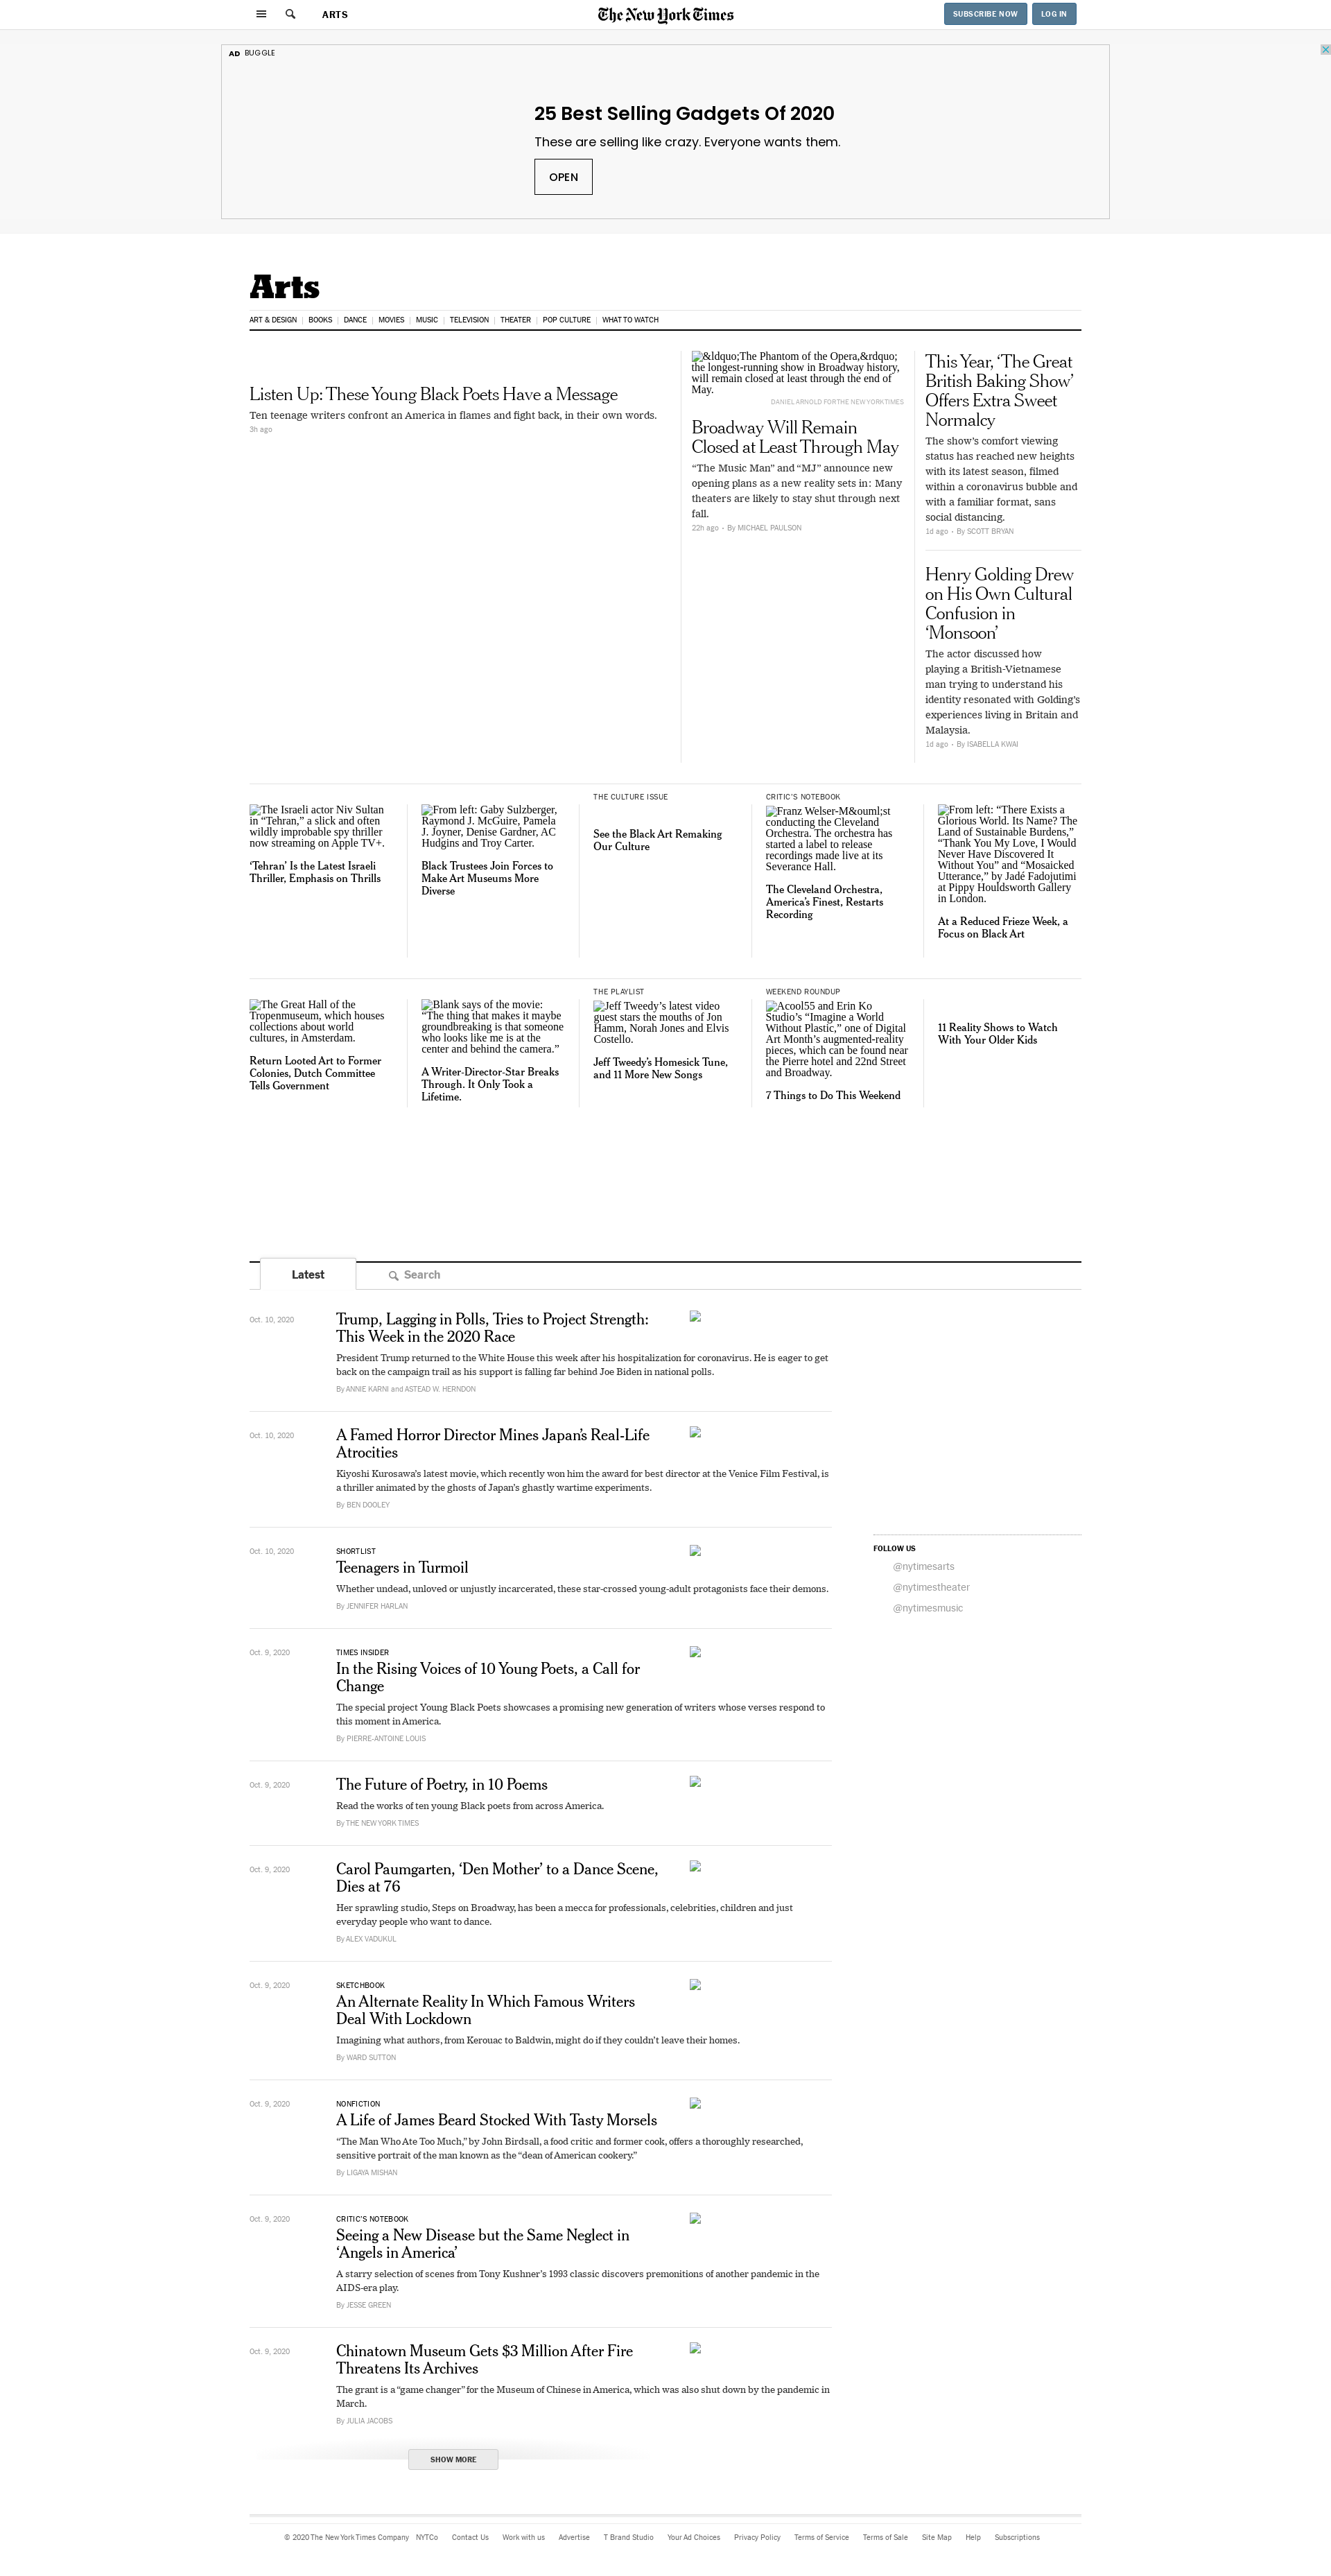 ARTS
The New York Times
SUBSCRIBE NOW
LOG IN
AD BUGGLE
25 Best Selling Gadgets Of 2020
These are selling like crazy. Everyone wants them.
OPEN
Arts
ART & DESIGN
BOOKS
DANCE
MOVIES
MUSIC
TELEVISION
THEATER
POP CULTURE
WHAT TO WATCH
Listen Up: These Young Black Poets Have a Message
Ten teenage writers confront an America in flames and fight back, in their own words.
3h ago
&ldquo;The Phantom of the Opera,&rdquo;
the longest-running show in Broadway history,
will remain closed at least through the end of
May.
DANIEL ARNOLD FOR THE NEW YORK TIMES
Broadway Will Remain
Closed at Least Through May
“The Music Man” and “MJ” announce new
opening plans as a new reality sets in: Many
theaters are likely to stay shut through next
fall.
22h ago - By MICHAEL PAULSON
This Year, ‘The Great
British Baking Show’
Offers Extra Sweet
Normalcy
The show’s comfort viewing
status has reached new heights
with its latest season, filmed
within a coronavirus bubble and
with a familiar format, sans
social distancing.
1d ago - By SCOTT BRYAN
Henry Golding Drew
on His Own Cultural
Confusion in
‘Monsoon’
The actor discussed how
playing a British-Vietnamese
man trying to understand his
identity resonated with Golding’s
experiences living in Britain and
Malaysia.
1d ago - By ISABELLA KWAI
The Israeli actor Niv Sultan
in “Tehran,” a slick and often
wildly improbable spy thriller
now streaming on Apple TV+.
‘Tehran’ Is the Latest Israeli
Thriller, Emphasis on Thrills
From left: Gaby Sulzberger,
Raymond J. McGuire, Pamela
J. Joyner, Denise Gardner, AC
Hudgins and Troy Carter.
Black Trustees Join Forces to
Make Art Museums More
Diverse
THE CULTURE ISSUE
See the Black Art Remaking
Our Culture
CRITIC’S NOTEBOOK
Franz Welser-M&ouml;st
conducting the Cleveland
Orchestra. The orchestra has
started a label to release
recordings made live at its
Severance Hall.
The Cleveland Orchestra,
America’s Finest, Restarts
Recording
From left: “There Exists a
Glorious World. Its Name? The
Land of Sustainable Burdens,”
“Thank You My Love, I Would
Never Have Discovered It
Without You” and “Mosaicked
Utterance,” by Jadé Fadojutimi
at Pippy Houldsworth Gallery
in London.
At a Reduced Frieze Week, a
Focus on Black Art
The Great Hall of the
Tropenmuseum, which houses
collections about world
cultures, in Amsterdam.
Return Looted Art to Former
Colonies, Dutch Committee
Tells Government
Blank says of the movie:
“The thing that makes it maybe
groundbreaking is that someone
who looks like me is at the
center and behind the camera.”
A Writer-Director-Star Breaks
Through. It Only Took a
Lifetime.
THE PLAYLIST
Jeff Tweedy’s latest video
guest stars the mouths of Jon
Hamm, Norah Jones and Elvis
Costello.
Jeff Tweedy’s Homesick Tune,
and 11 More New Songs
WEEKEND ROUNDUP
Acool55 and Erin Ko
Studio’s “Imagine a World
Without Plastic,” one of Digital
Art Month’s augmented-reality
pieces, which can be found near
the Pierre hotel and 22nd Street
and Broadway.
7 Things to Do This Weekend
11 Reality Shows to Watch
With Your Older Kids
Latest
Search
Oct. 10, 2020
Trump, Lagging in Polls, Tries to Project Strength:
This Week in the 2020 Race
President Trump returned to the White House this week after his hospitalization for coronavirus. He is eager to get
back on the campaign trail as his support is falling far behind Joe Biden in national polls.
By ANNIE KARNI and ASTEAD W. HERNDON
Oct. 10, 2020
A Famed Horror Director Mines Japan’s Real-Life
Atrocities
Kiyoshi Kurosawa’s latest movie, which recently won him the award for best director at the Venice Film Festival, is
a thriller animated by the ghosts of Japan’s ghastly wartime experiments.
By BEN DOOLEY
Oct. 10, 2020
SHORTLIST
Teenagers in Turmoil
Whether undead, unloved or unjustly incarcerated, these star-crossed young-adult protagonists face their demons.
By JENNIFER HARLAN
FOLLOW US
@nytimesarts
@nytimestheater
@nytimesmusic
Oct. 9, 2020
TIMES INSIDER
In the Rising Voices of 10 Young Poets, a Call for
Change
The special project Young Black Poets showcases a promising new generation of writers whose verses respond to
this moment in America.
By PIERRE-ANTOINE LOUIS
Oct. 9, 2020
The Future of Poetry, in 10 Poems
Read the works of ten young Black poets from across America.
By THE NEW YORK TIMES
Oct. 9, 2020
Carol Paumgarten, ‘Den Mother’ to a Dance Scene,
Dies at 76
Her sprawling studio, Steps on Broadway, has been a mecca for professionals, celebrities, children and just
everyday people who want to dance.
By ALEX VADUKUL
Oct. 9, 2020
SKETCHBOOK
An Alternate Reality In Which Famous Writers
Deal With Lockdown
Imagining what authors, from Kerouac to Baldwin, might do if they couldn’t leave their homes.
By WARD SUTTON
Oct. 9, 2020
NONFICTION
A Life of James Beard Stocked With Tasty Morsels
“The Man Who Ate Too Much,” by John Birdsall, a food critic and former cook, offers a thoroughly researched,
sensitive portrait of the man known as the “dean of American cookery.”
By LIGAYA MISHAN
Oct. 9, 2020
CRITIC’S NOTEBOOK
Seeing a New Disease but the Same Neglect in
‘Angels in America’
A starry selection of scenes from Tony Kushner’s 1993 classic discovers premonitions of another pandemic in the
AIDS-era play.
By JESSE GREEN
Oct. 9, 2020
Chinatown Museum Gets $3 Million After Fire
Threatens Its Archives
The grant is a “game changer” for the Museum of Chinese in America, which was also shut down by the pandemic in
March.
By JULIA JACOBS
SHOW MORE
© 2020 The New York Times Company NYTCo Contact Us Work with us Advertise T Brand Studio Your Ad Choices Privacy Policy Terms of Service Terms of Sale Site Map Help Subscriptions